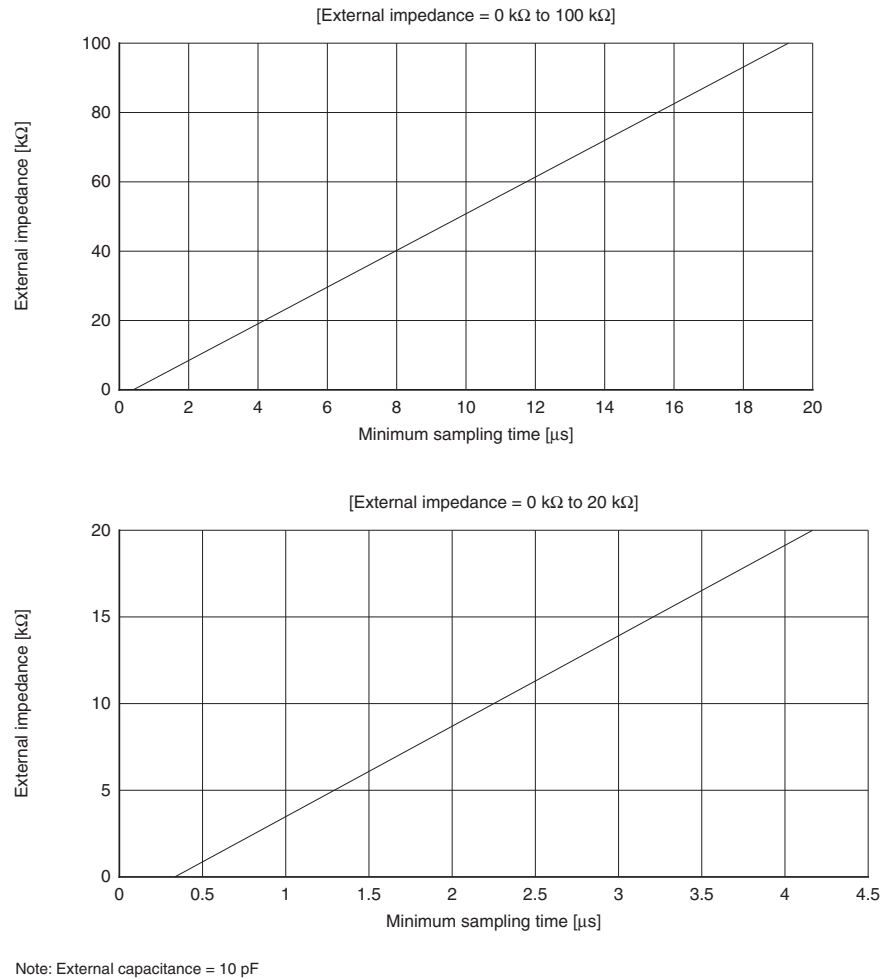 [External impedance = 0 kΩ to 100 kΩ]
External impedance [kΩ]
100
80
60
40
20
0
0 2 4 6 8 10 12 14 16 18 20
Minimum sampling time [μs]
[External impedance = 0 kΩ to 20 kΩ]
External impedance [kΩ]
20
15
10
5
0
0 0.5 1 1.5 2 2.5 3 3.5 4 4.5
Minimum sampling time [μs]
Note: External capacitance = 10 pF